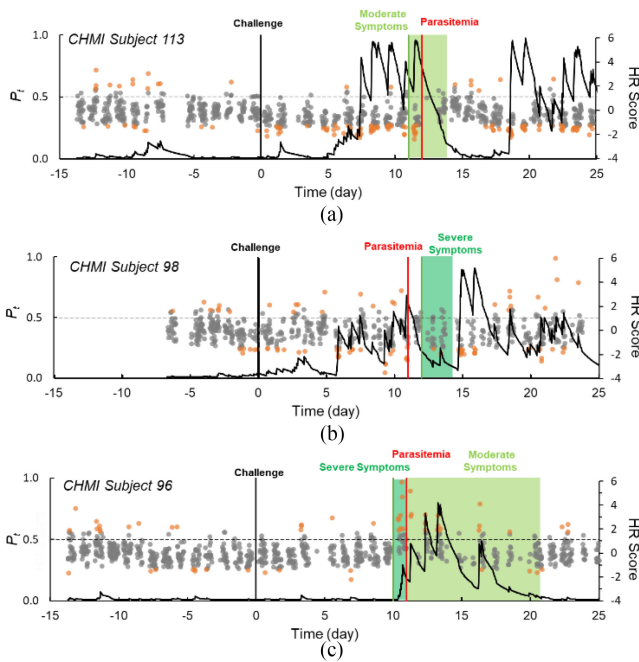 Challenge
Moderate Symptoms
Parasitemia
CHMI Subject 113
1.0
0.5
0.0
Pt
6
4
2
0
-2
-4
HR Score
-15 -10 -5 0 5 10 15 20 25
Time (day)
(a)
Challenge
Parasitemia
Severe Symptoms
CHMI Subject 98
1.0
0.5
0.0
Pt
6
4
2
0
-2
-4
HR Score
-15 -10 -5 0 5 10 15 20 25
Time (day)
(b)
Challenge
Severe Symptoms
Parasitemia
Moderate Symptoms
CHMI Subject 96
1.0
0.5
0.0
Pt
6
4
2
0
-2
-4
HR Score
-15 -10 -5 0 5 10 15 20 25
Time (day)
(c)